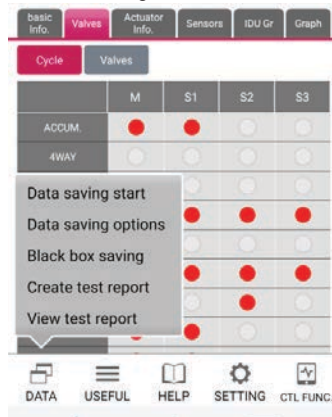 basic Info. Valves Actuator Info. Sensors IDU Gr Graph
Cycle Valves
M S1 S2 S3
ACCUM.
4WAY
Data saving start
Data saving options
Black box saving
Create test report
View test report
DATA USEFUL HELP SETTING CTL FUNC.